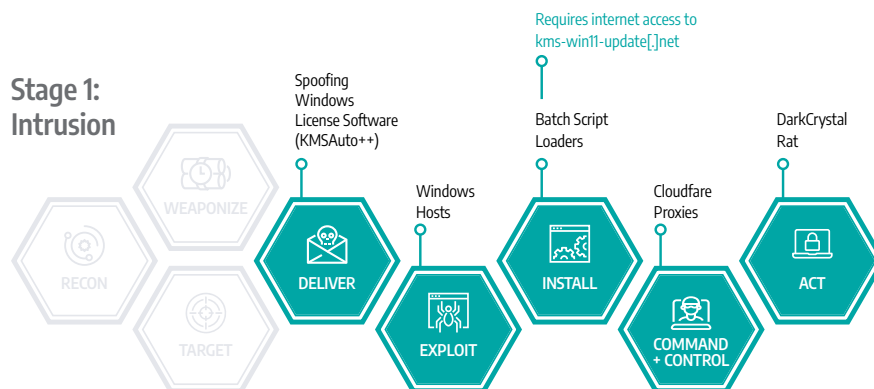 Requires internet access to
kms-win11-update[.]net
Stage 1:
Intrusion
Spoofing
Windows
License Software
(KMSAuto++)
Batch Script
Loaders
DarkCrystal
Rat
Windows
Hosts
Cloudfare
Proxies
WEAPONIZE
RECON
DELIVER
INSTALL
ACT
TARGET
EXPLOIT
COMMAND
+ CONTROL